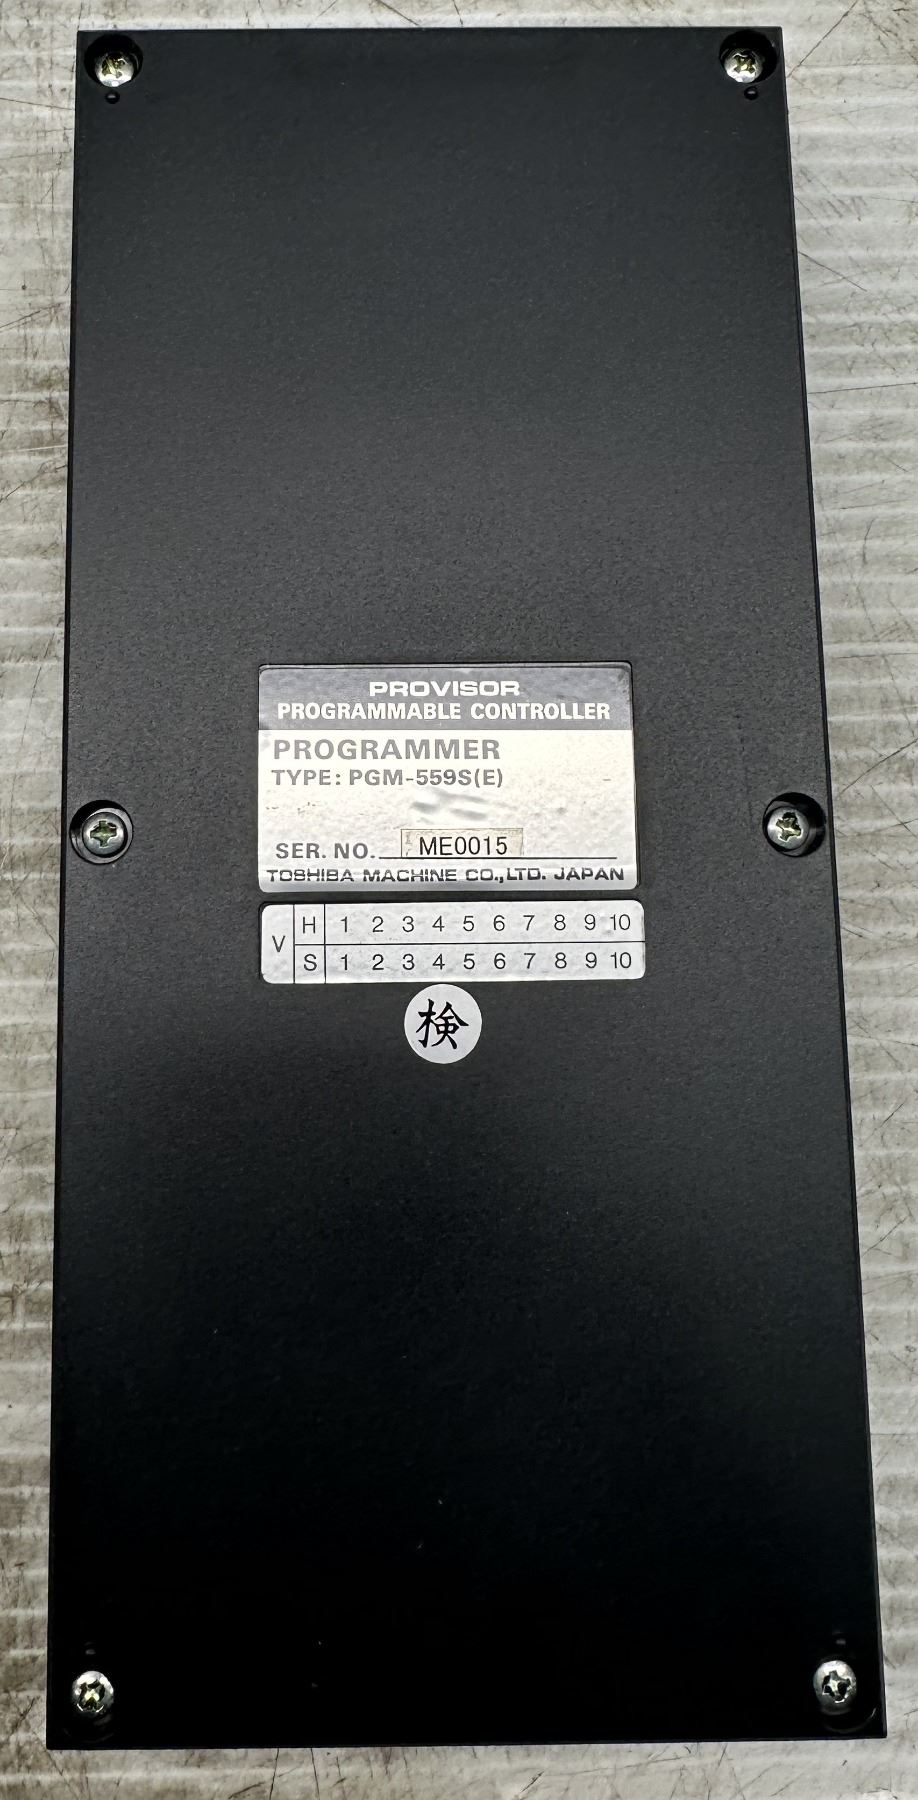 PROVISOR
PROGRAMMABLE CONTROLLER
PROGRAMMER
TYPE: PGM-559S(E)
SER. NO. ME0015
TOSHIBA MACHINE CO.,LTD. JAPAN
V H 1 2 3 4 5 6 7 8 9 10
S 1 2 3 4 5 6 7 8 9 10
検